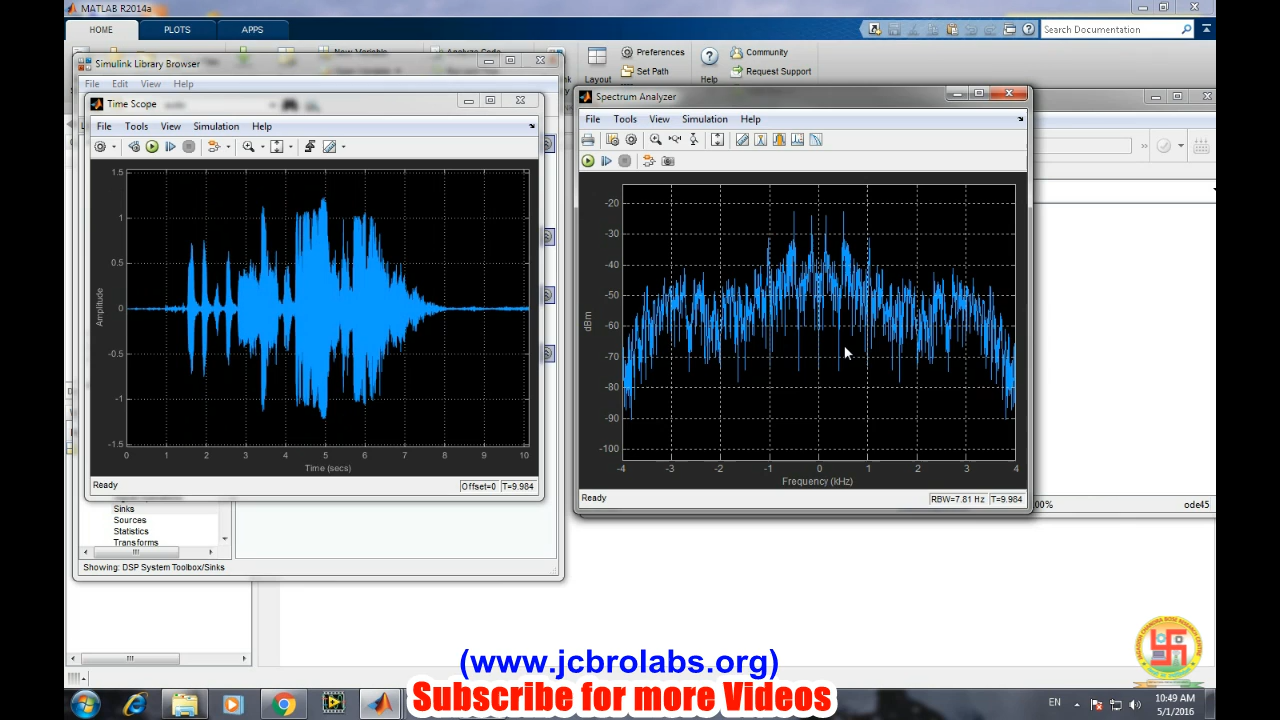 MATLAB R2014a
HOME
PLOTS
APPS
Search Documentation
New Variable
Analyze Code
Preferences
Community
Set Path
Request Support
Layout
Help
Simulink Library Browser
File Edit View Help
Time Scope
File Tools View Simulation Help
1.5
1
0.5
0
-0.5
-1
-1.5
Amplitude
0 1 2 3 4 5 6 7 8 9 10
Time (secs)
Ready
Offset=0 T=9.984
Sinks
Sources
Statistics
Transforms
Showing: DSP System Toolbox/Sinks
Spectrum Analyzer
File Tools View Simulation Help
-20
-30
-40
-50
-60
-70
-80
-90
-100
dBm
-4 -3 -2 -1 0 1 2 3 4
Frequency (kHz)
Ready
RBW=7.81 Hz T=9.984
00%
ode45
(www.jcbrolabs.org)
Subscribe for more Videos
EN
10:49 AM
5/1/2016